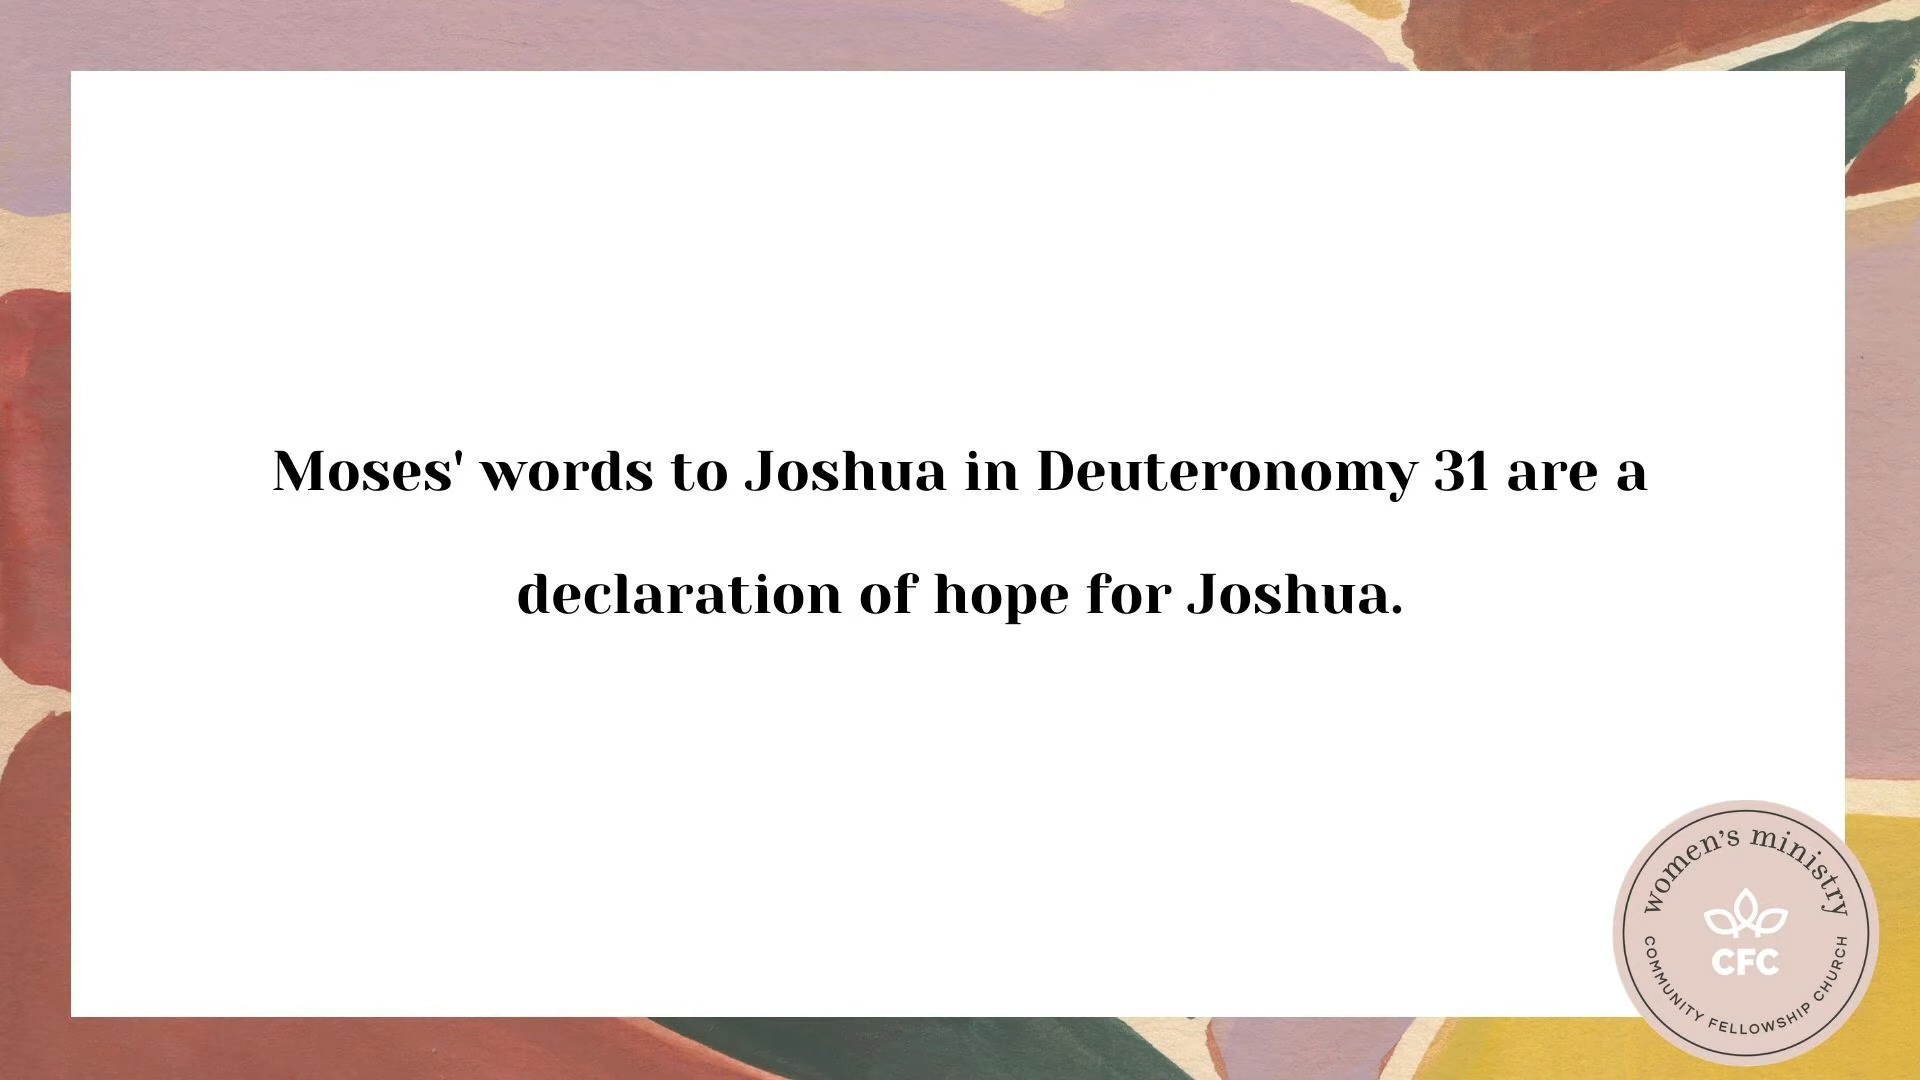 Moses' words to Joshua in Deuteronomy 31 are a
declaration of hope for Joshua.
women's ministry
CFC
COMMUNITY FELLOWSHIP CHURCH